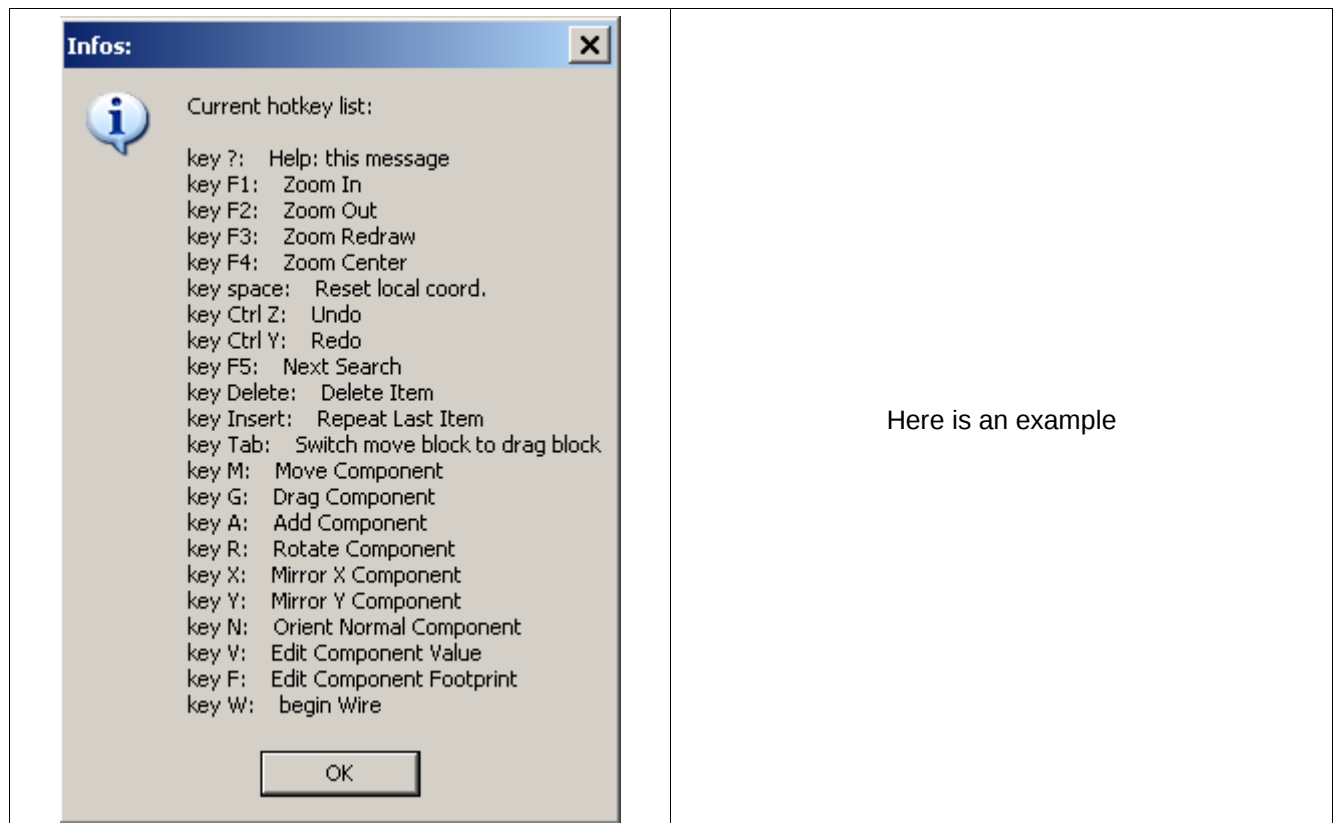 Infos:
Current hotkey list:
key ?: Help: this message
key F1: Zoom In
key F2: Zoom Out
key F3: Zoom Redraw
key F4: Zoom Center
key space: Reset local coord.
key Ctrl Z: Undo
key Ctrl Y: Redo
key F5: Next Search
key Delete: Delete Item
key Insert: Repeat Last Item
key Tab: Switch move block to drag block
key M: Move Component
key G: Drag Component
key A: Add Component
key R: Rotate Component
key X: Mirror X Component
key Y: Mirror Y Component
key N: Orient Normal Component
key V: Edit Component Value
key F: Edit Component Footprint
key W: begin Wire
OK
Here is an example